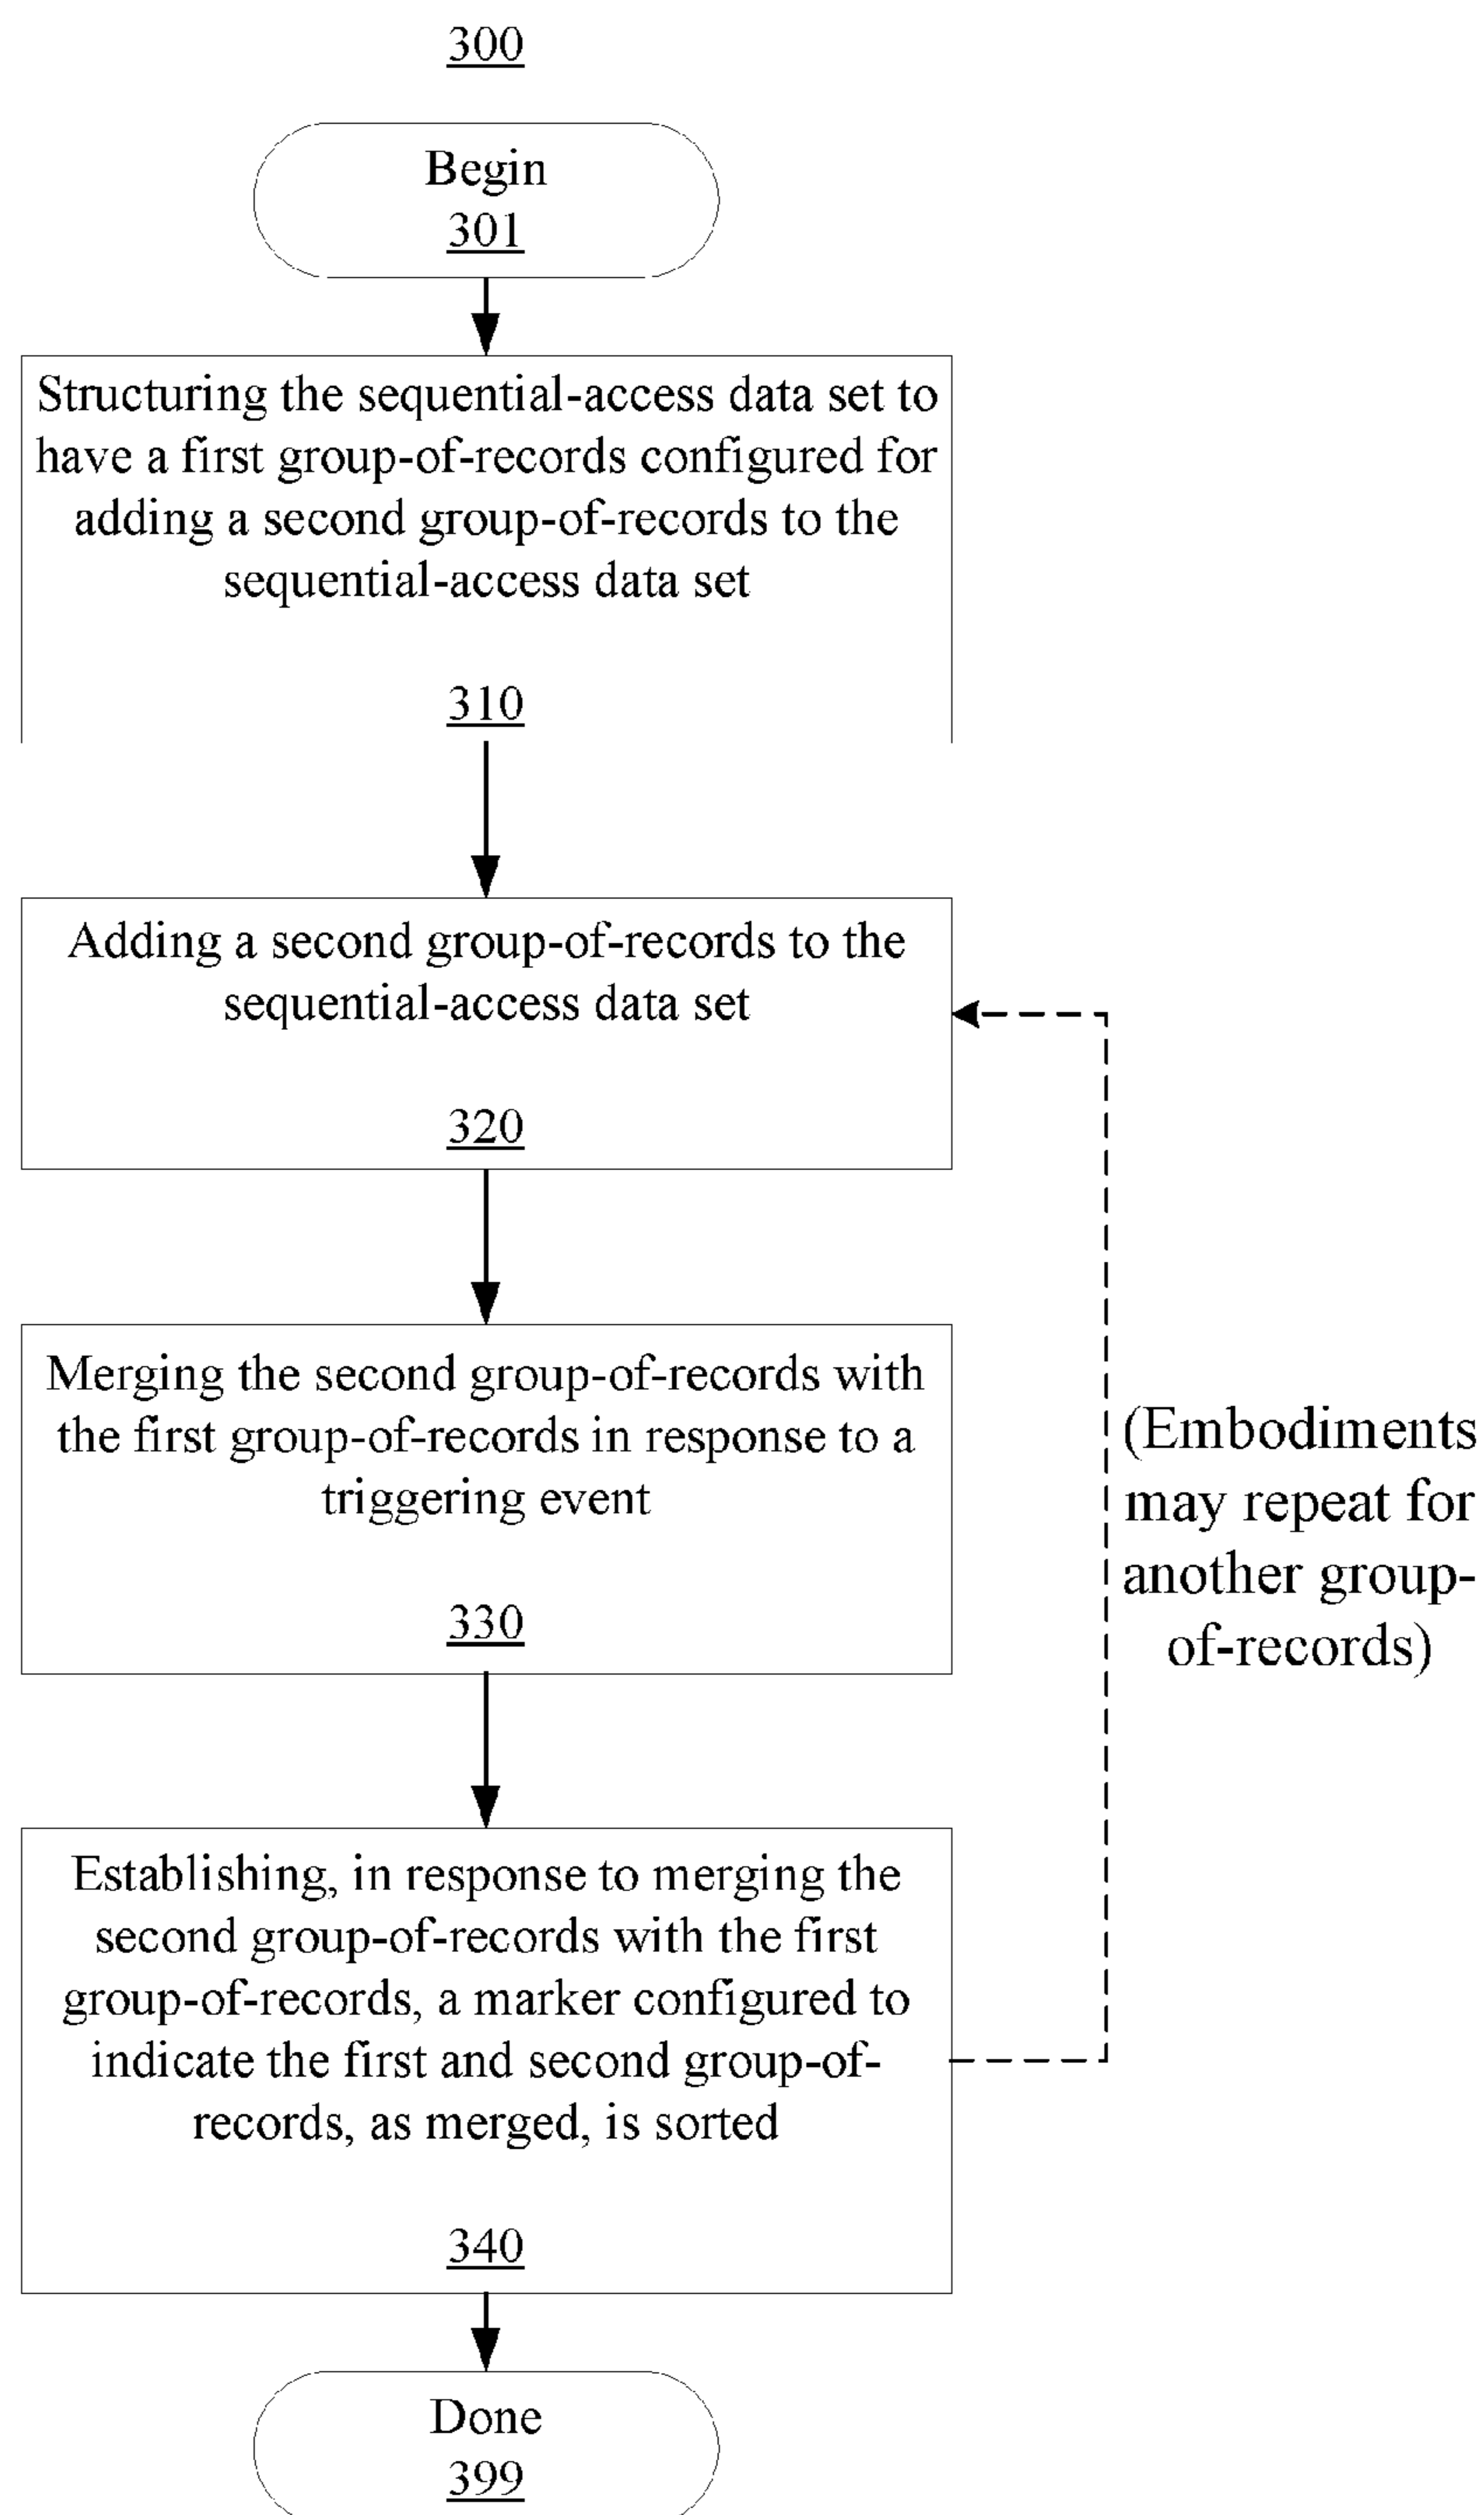 300
Begin
301
Structuring the sequential-access data set to
have a first group-of-records configured for
adding a second group-of-records to the
sequential-access data set
310
Adding a second group-of-records to the
sequential-access data set
320
Merging the second group-of-records with
the first group-of-records in response to a
triggering event
330
(Embodiments
may repeat for
another group-
of-records)
Establishing, in response to merging the
second group-of-records with the first
group-of-records, a marker configured to
indicate the first and second group-of-
records, as merged, is sorted
340
Done
399